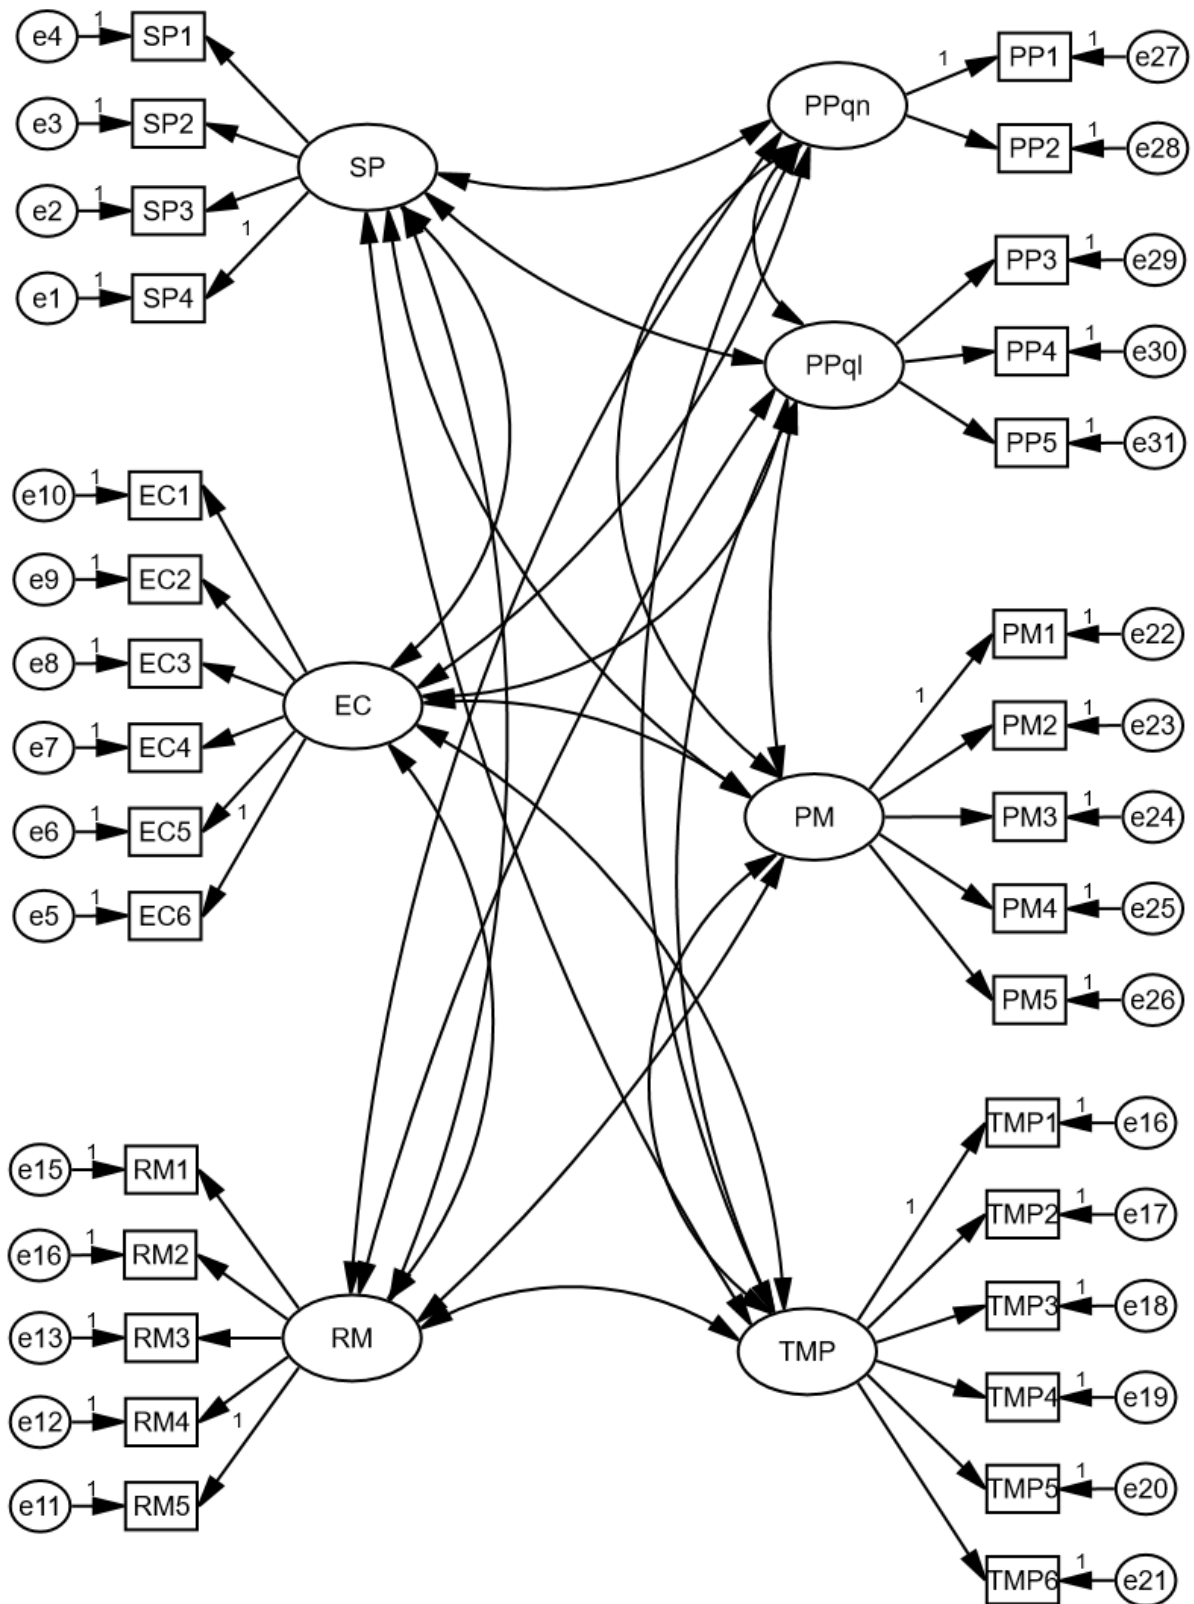 e4 1 SP1
e3 1 SP2
e2 1 SP3
1
e1 1 SP4
SP
PPqn
1 PP1 1 e27
PP2 1 e28
PP3 1 e29
PPql
PP4 1 e30
PP5 1 e31
e10 1 EC1
e9 1 EC2
e8 1 EC3
e7 1 EC4
e6 1 EC5
1
e5 1 EC6
EC
PM1 1 e22
1
PM2 1 e23
PM
PM3 1 e24
PM4 1 e25
PM5 1 e26
e15 1 RM1
e16 1 RM2
e13 1 RM3
e12 1 RM4
1
e11 1 RM5
RM
TMP1 1 e16
1
TMP2 1 e17
TMP3 1 e18
TMP
TMP4 1 e19
TMP5 1 e20
TMP6 1 e21